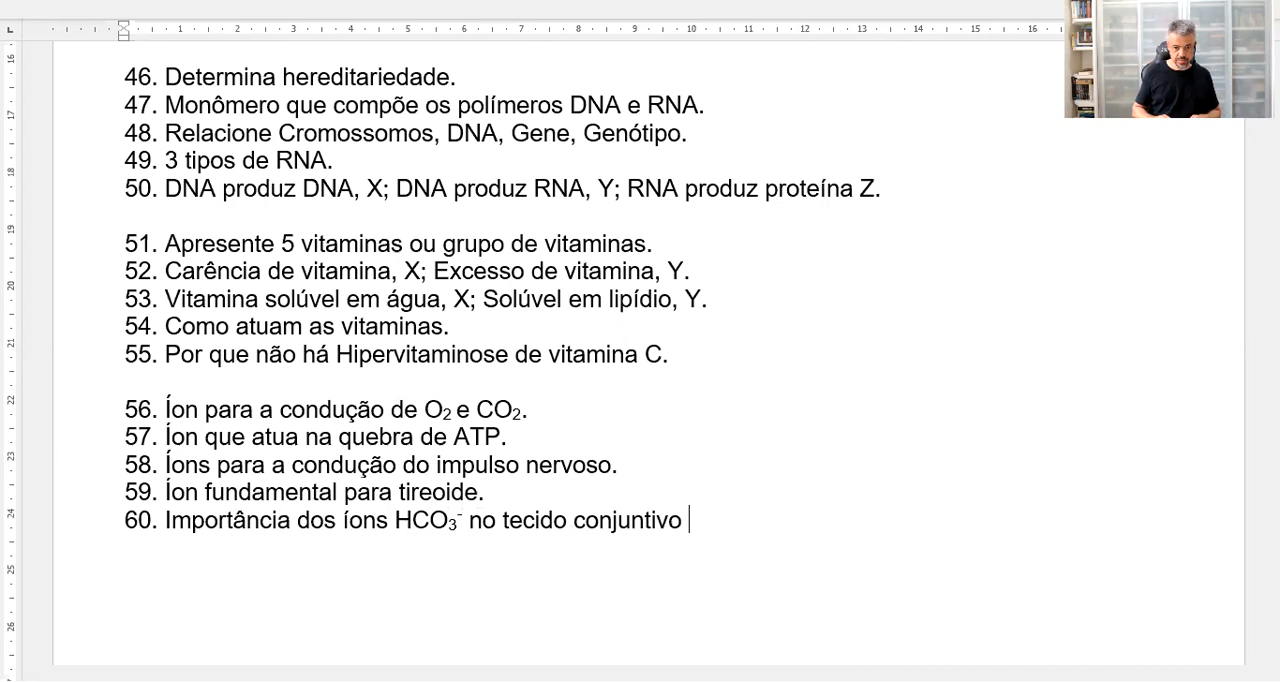 46. Determina hereditariedade.
47. Monômero que compõe os polímeros DNA e RNA.
48. Relacione Cromossomos, DNA, Gene, Genótipo.
49. 3 tipos de RNA.
50. DNA produz DNA, X; DNA produz RNA, Y; RNA produz proteína Z.
51. Apresente 5 vitaminas ou grupo de vitaminas.
52. Carência de vitamina, X; Excesso de vitamina, Y.
53. Vitamina solúvel em água, X; Solúvel em lipídio, Y.
54. Como atuam as vitaminas.
55. Por que não há Hipervitaminose de vitamina C.
56. Íon para a condução de O₂ e CO₂.
57. Íon que atua na quebra de ATP.
58. Íons para a condução do impulso nervoso.
59. Íon fundamental para tireoide.
60. Importância dos íons HCO₃⁻ no tecido conjuntivo